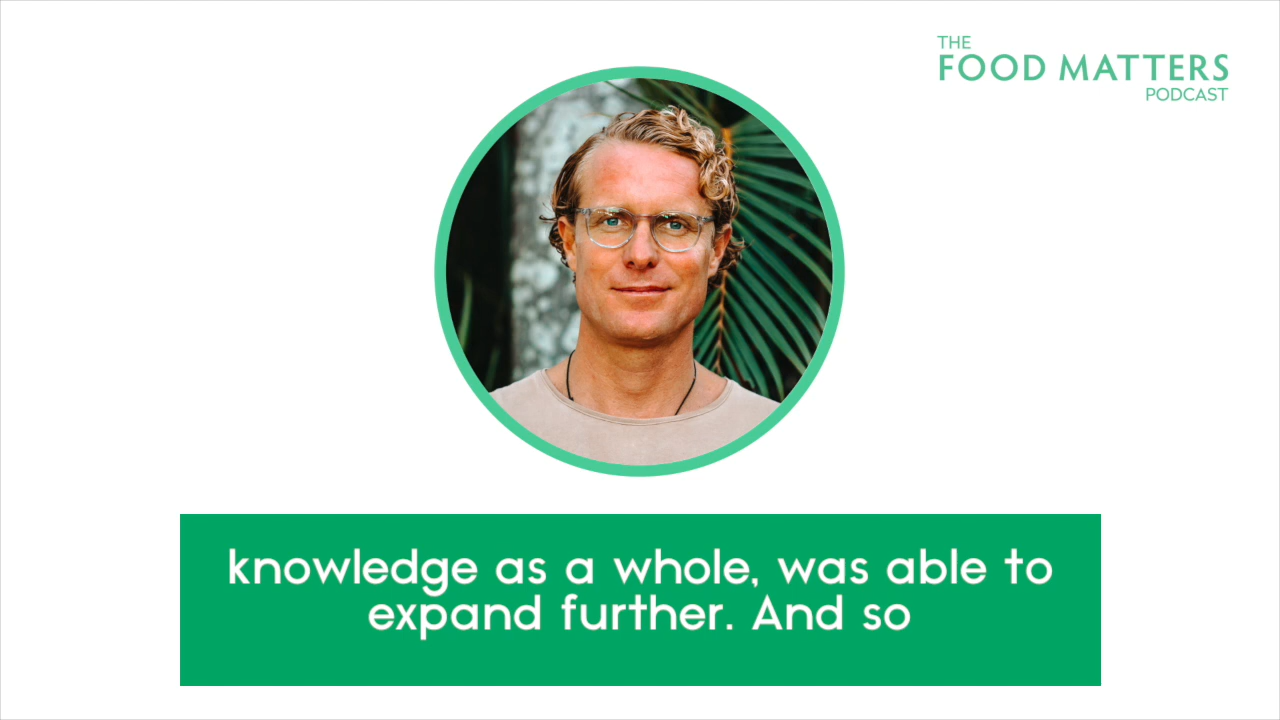 THE
FOOD MATTERS
PODCAST
knowledge as a whole, was able to
expand further. And so